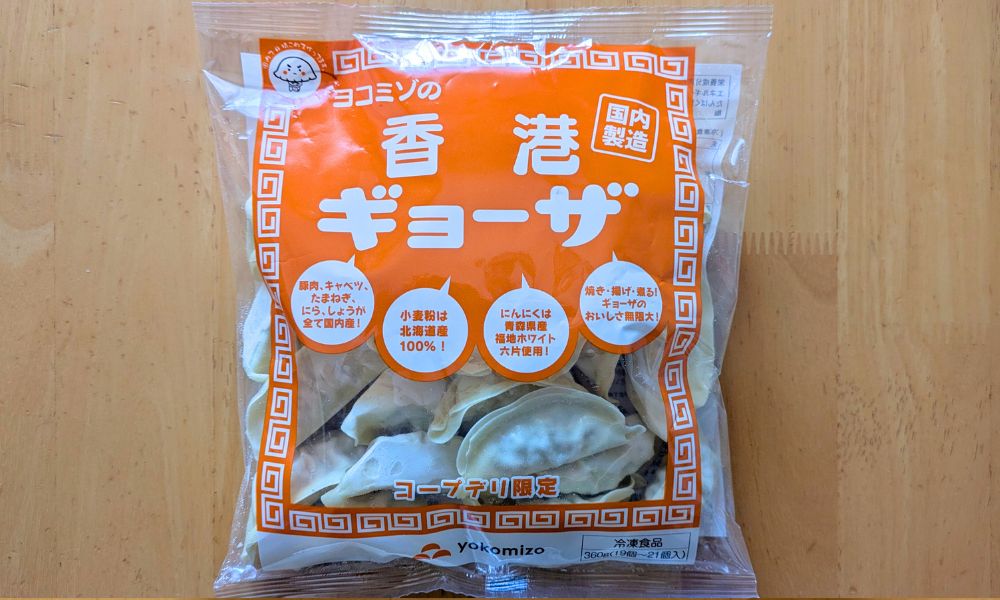 ヨコミゾの
国内
製造
香港
ギョーザ
豚肉、キャベツ、
たまねぎ、
にら、しょうが
全て国内産！
小麦粉は
北海道産
100%！
にんにくは
青森県産
福地ホワイト
六片使用！
焼き・揚げ・煮る！
ギョーザの
おいしさ無限大！
コープデリ限定
yokomizo
冷凍食品
360g(19個〜21個入)